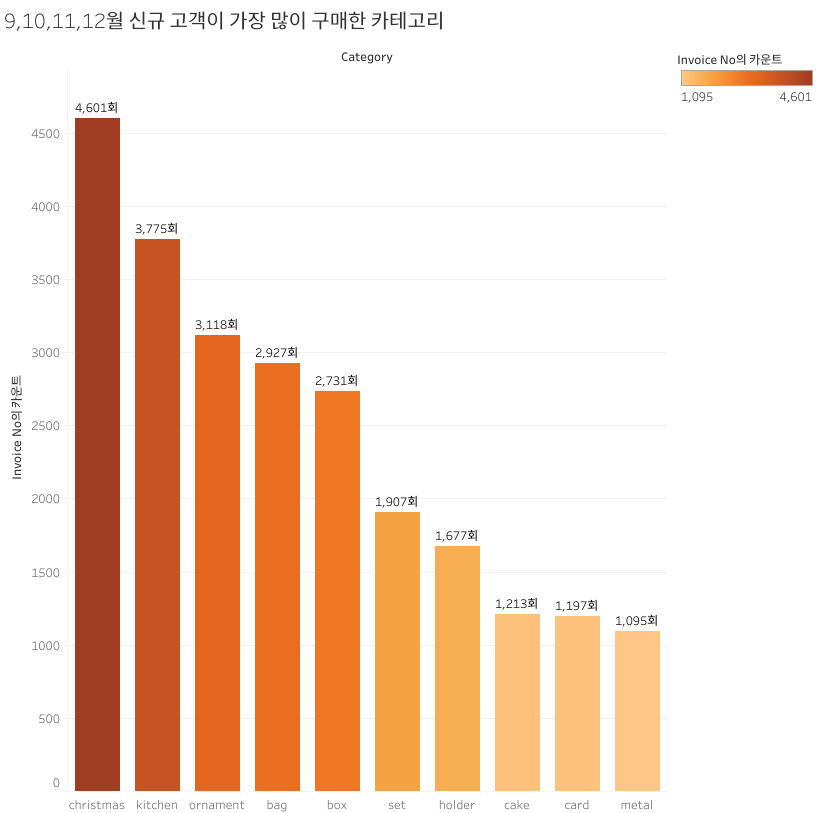 9,10,11,12월 신규 고객이 가장 많이 구매한 카테고리
Category
Invoice No의 카운트
1,095 4,601
Invoice No의 카운트
4500
4000
3500
3000
2500
2000
1500
1000
500
0
4,601회
3,775회
3,118회
2,927회
2,731회
1,907회
1,677회
1,213회
1,197회
1,095회
christmas kitchen ornament bag box set holder cake card metal